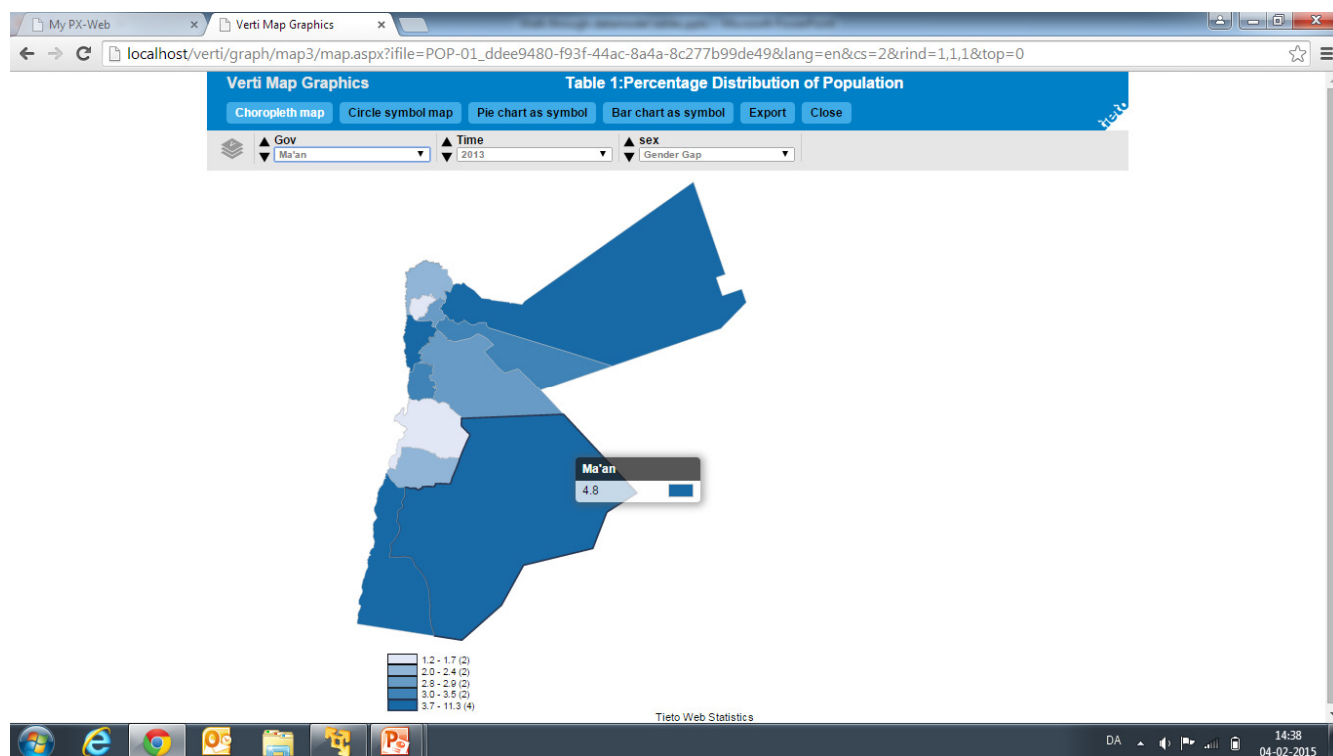 My PX-Web × Verti Map Graphics ×
localhost/verti/graph/map3/map.aspx?ifile=POP-01_ddee9480-f93f-44ac-8a4a-8c277b99de49&lang=en&cs=2&rind=1,1,1&top=0
Verti Map Graphics Table 1:Percentage Distribution of Population
Choropleth map Circle symbol map Pie chart as symbol Bar chart as symbol Export Close
tieto
Gov Time sex
Ma'an 2013 Gender Gap
Ma'an
4.8
1.2 - 1.7 (2)
2.0 - 2.4 (2)
2.8 - 2.9 (2)
3.0 - 3.5 (2)
3.7 - 11.3 (4)
Tieto Web Statistics
DA 14:38
04-02-2015